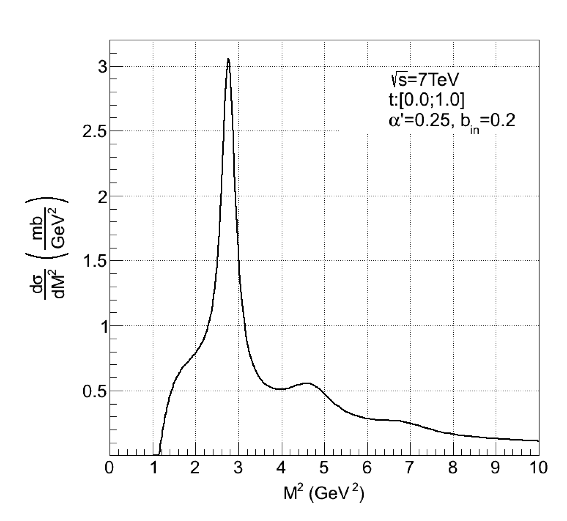 √s=7TeV
t:[0.0;1.0]
α'=0.25, b_in=0.2
3
2.5
2
1.5
1
0.5
dσ/dM² (mb/GeV²)
0 1 2 3 4 5 6 7 8 9 10
M² (GeV²)